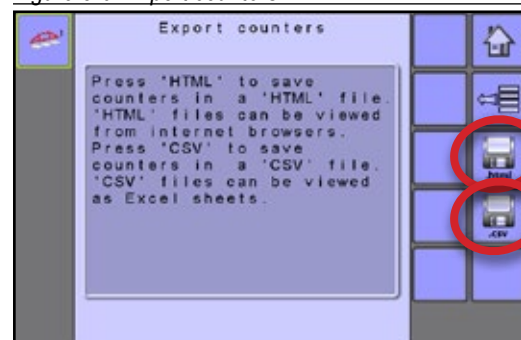 Export counters
Press 'HTML' to save
counters in a 'HTML' file.
'HTML' files can be viewed
from internet browsers.
Press 'CSV' to save
counters in a 'CSV' file.
'CSV' files can be viewed
as Excel sheets.
.html
.csv